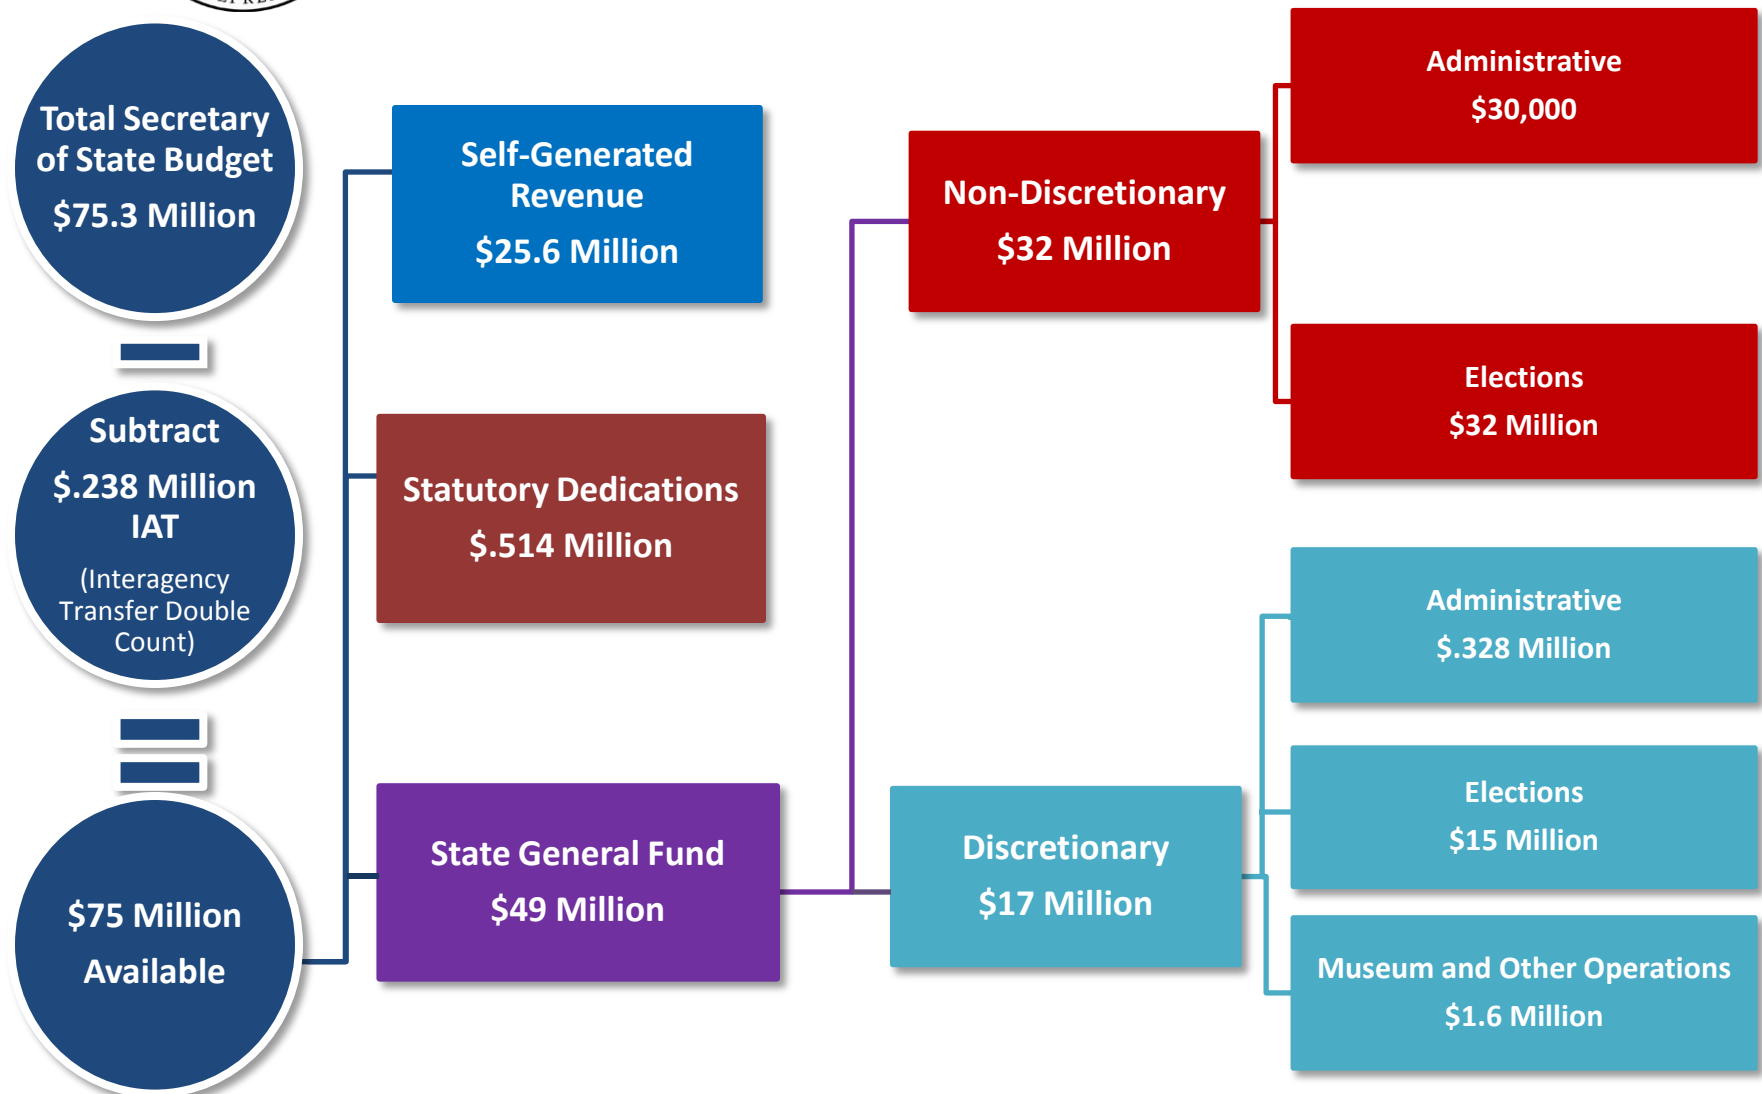 Total Secretary
of State Budget
$75.3 Million
Subtract
$.238 Million
IAT
(Interagency
Transfer Double
Count)
$75 Million
Available
Self-Generated
Revenue
$25.6 Million
Statutory Dedications
$.514 Million
State General Fund
$49 Million
Non-Discretionary
$32 Million
Discretionary
$17 Million
Administrative
$30,000
Elections
$32 Million
Administrative
$.328 Million
Elections
$15 Million
Museum and Other Operations
$1.6 Million